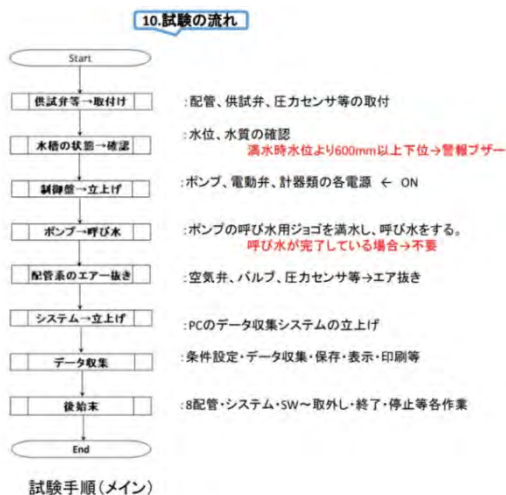 10.試験の流れ
Start
供試弁等→取付け
:配管、供試弁、圧力センサ等の取付
水槽の状態→確認
:水位、水質の確認
満水時水位より600mm以上下位→警報ブザー
制御盤→立上げ
:ポンプ、電動弁、計器類の各電源 ← ON
ポンプ→呼び水
:ポンプの呼び水用ジョゴを満水し、呼び水をする。
呼び水が完了している場合→不要
配管系のエアー抜き
:空気弁、バルブ、圧力センサ等→エア抜き
システム→立上げ
:PCのデータ収集システムの立上げ
データ収集
:条件設定・データ収集・保存・表示・印刷等
後始末
:8配管・システム・SW～取外し・終了・停止等各作業
End
試験手順(メイン)